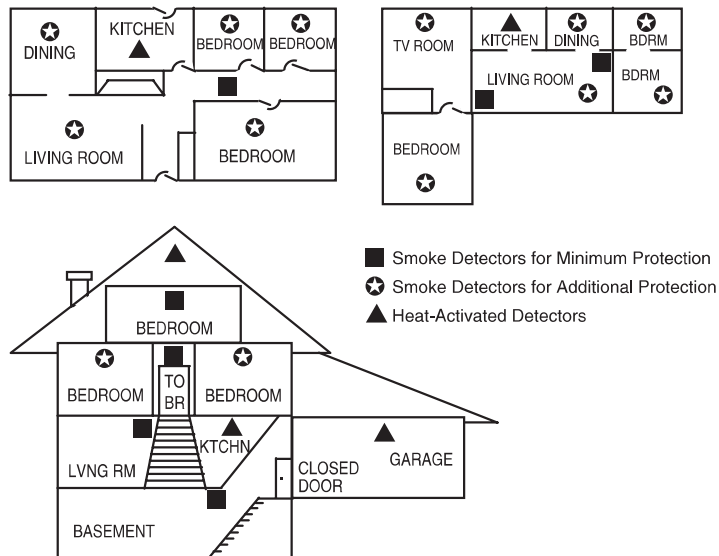 DINING
KITCHEN
BEDROOM
BEDROOM
LIVING ROOM
BEDROOM
TV ROOM
KITCHEN
DINING
BDRM
LIVING ROOM
BDRM
BEDROOM
Smoke Detectors for Minimum Protection
Smoke Detectors for Additional Protection
Heat-Activated Detectors
BEDROOM
BEDROOM
TO
BR
BEDROOM
LVNG RM
KTCHN
CLOSED
DOOR
GARAGE
BASEMENT